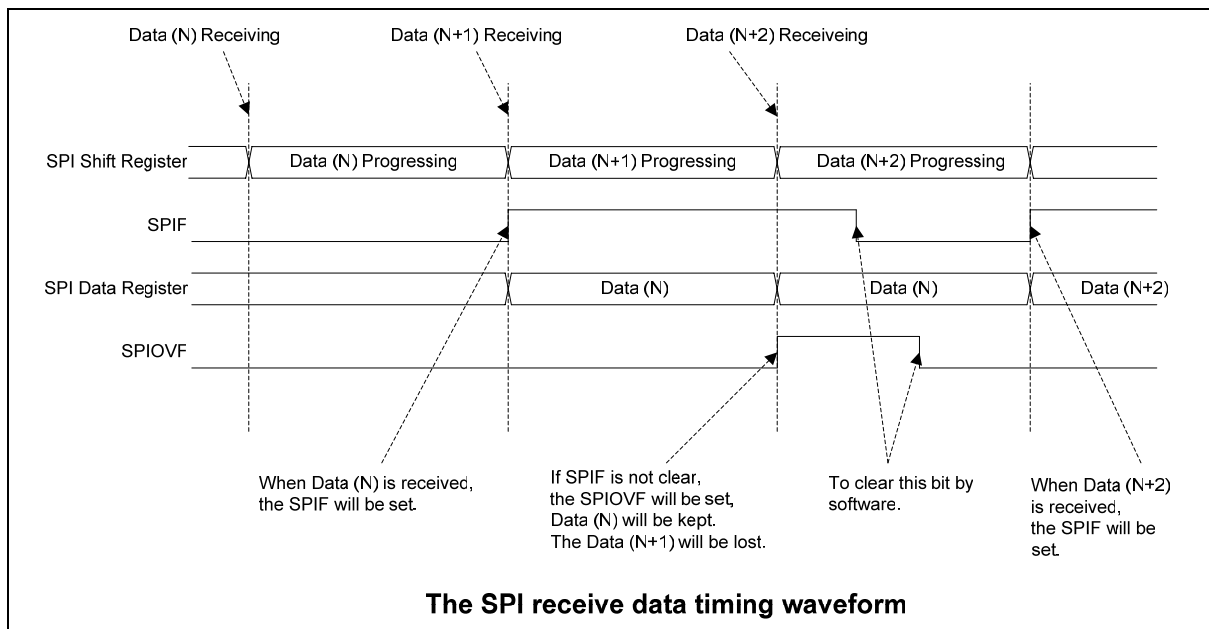 Data (N) Receiving
Data (N+1) Receiving
Data (N+2) Receiveing
SPI Shift Register
Data (N) Progressing
Data (N+1) Progressing
Data (N+2) Progressing
SPIF
SPI Data Register
Data (N)
Data (N)
Data (N+2)
SPIOVF
When Data (N) is received,
the SPIF will be set.
If SPIF is not clear,
the SPIOVF will be set,
Data (N) will be kept.
The Data (N+1) will be lost.
To clear this bit by
software.
When Data (N+2)
is received,
the SPIF will be
set.
The SPI receive data timing waveform